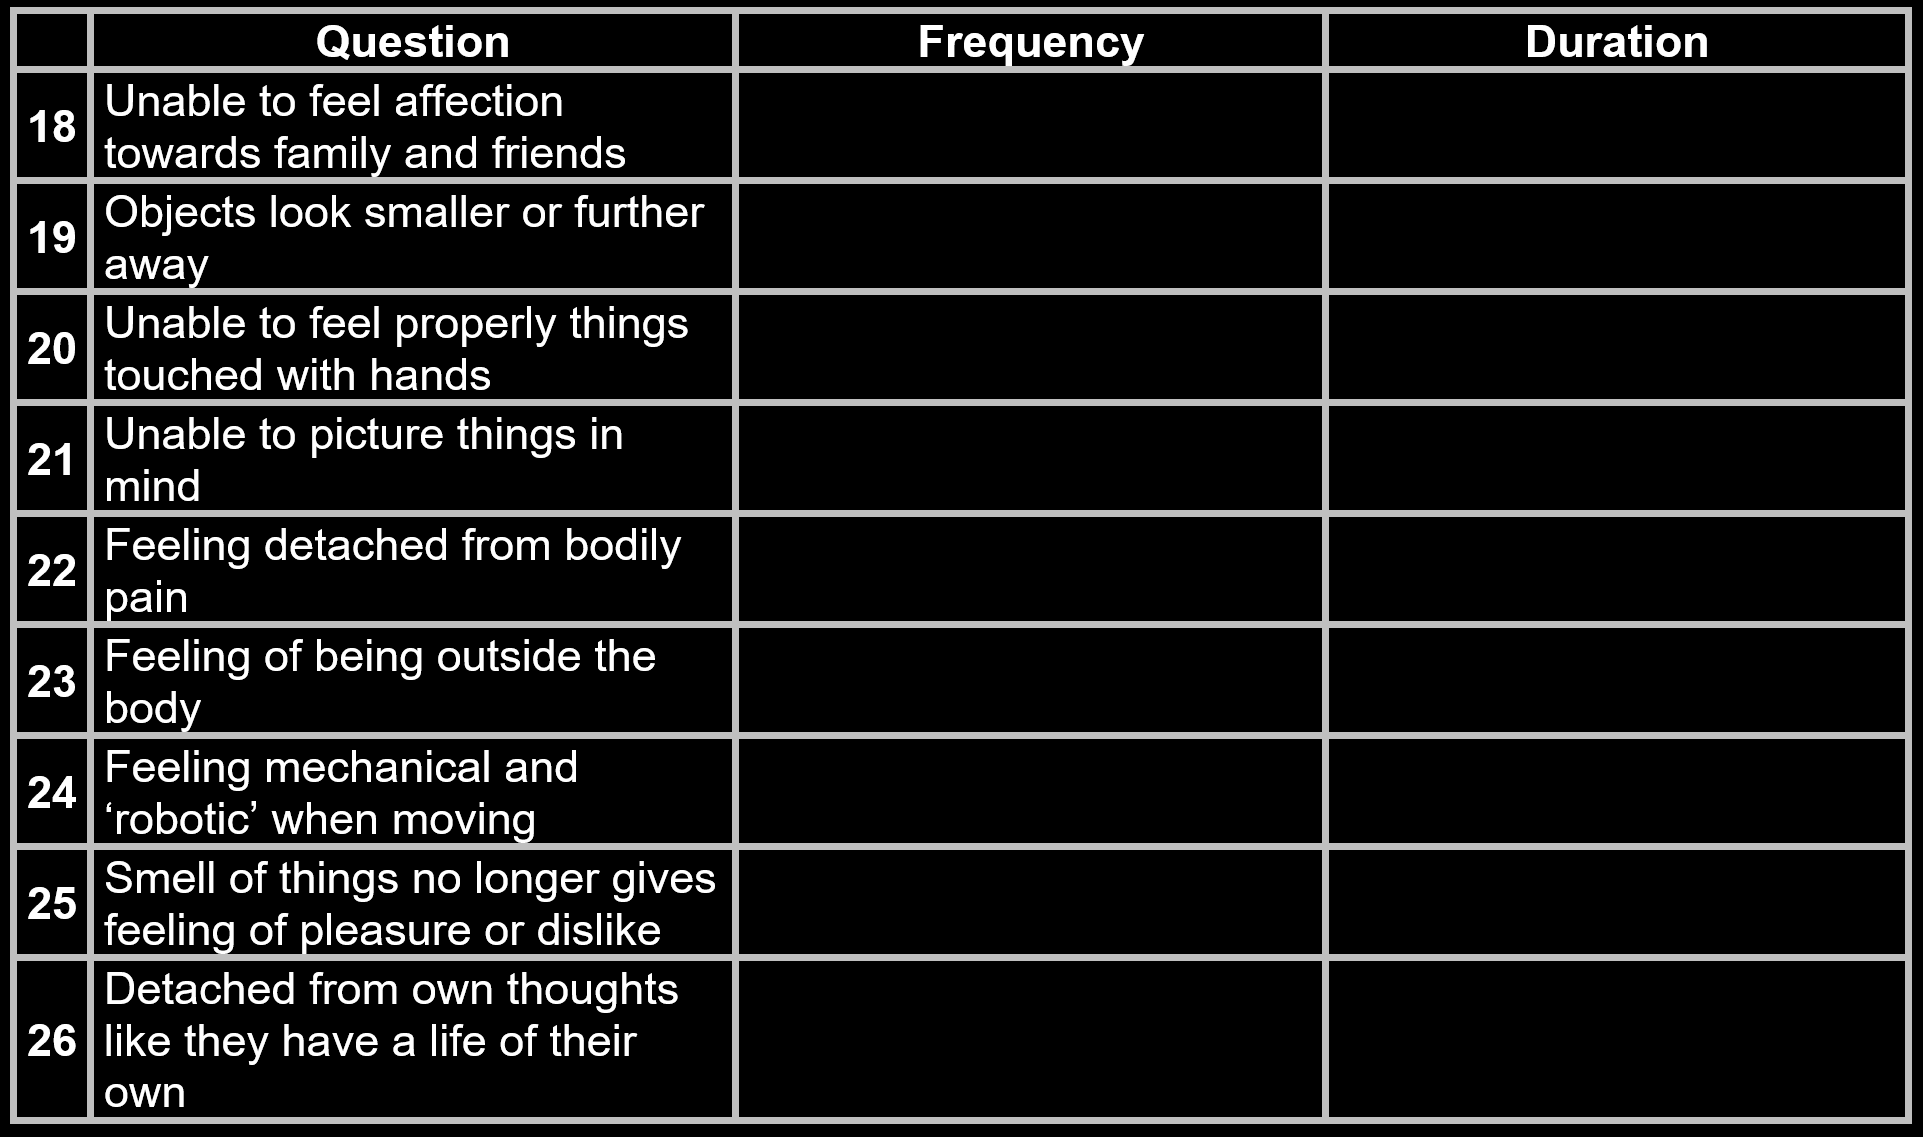 Question Frequency Duration
18 Unable to feel affection
towards family and friends
19 Objects look smaller or further
away
20 Unable to feel properly things
touched with hands
21 Unable to picture things in
mind
22 Feeling detached from bodily
pain
23 Feeling of being outside the
body
24 Feeling mechanical and
‘robotic’ when moving
25 Smell of things no longer gives
feeling of pleasure or dislike
26 Detached from own thoughts
like they have a life of their
own